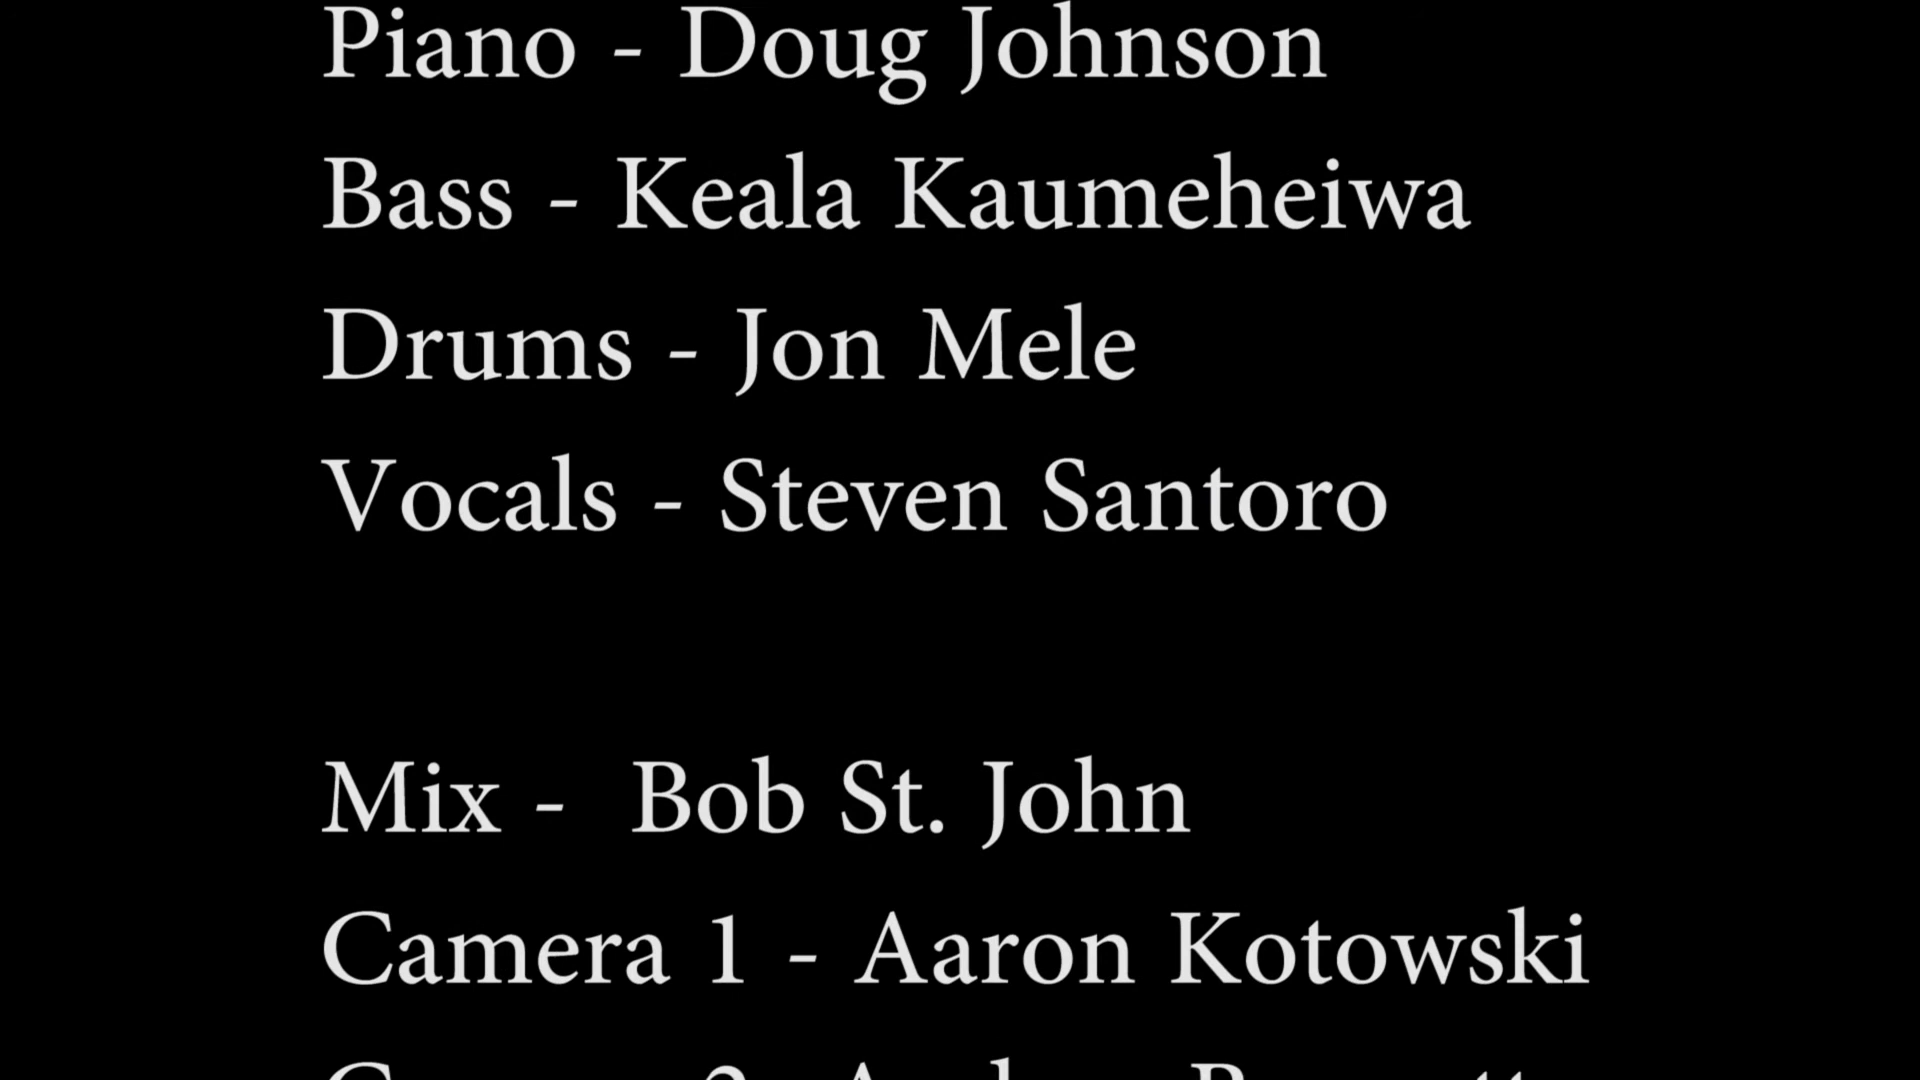 Piano - Doug Johnson
Bass - Keala Kaumeheiwa
Drums - Jon Mele
Vocals - Steven Santoro
Mix -  Bob St. John
Camera 1 - Aaron Kotowski